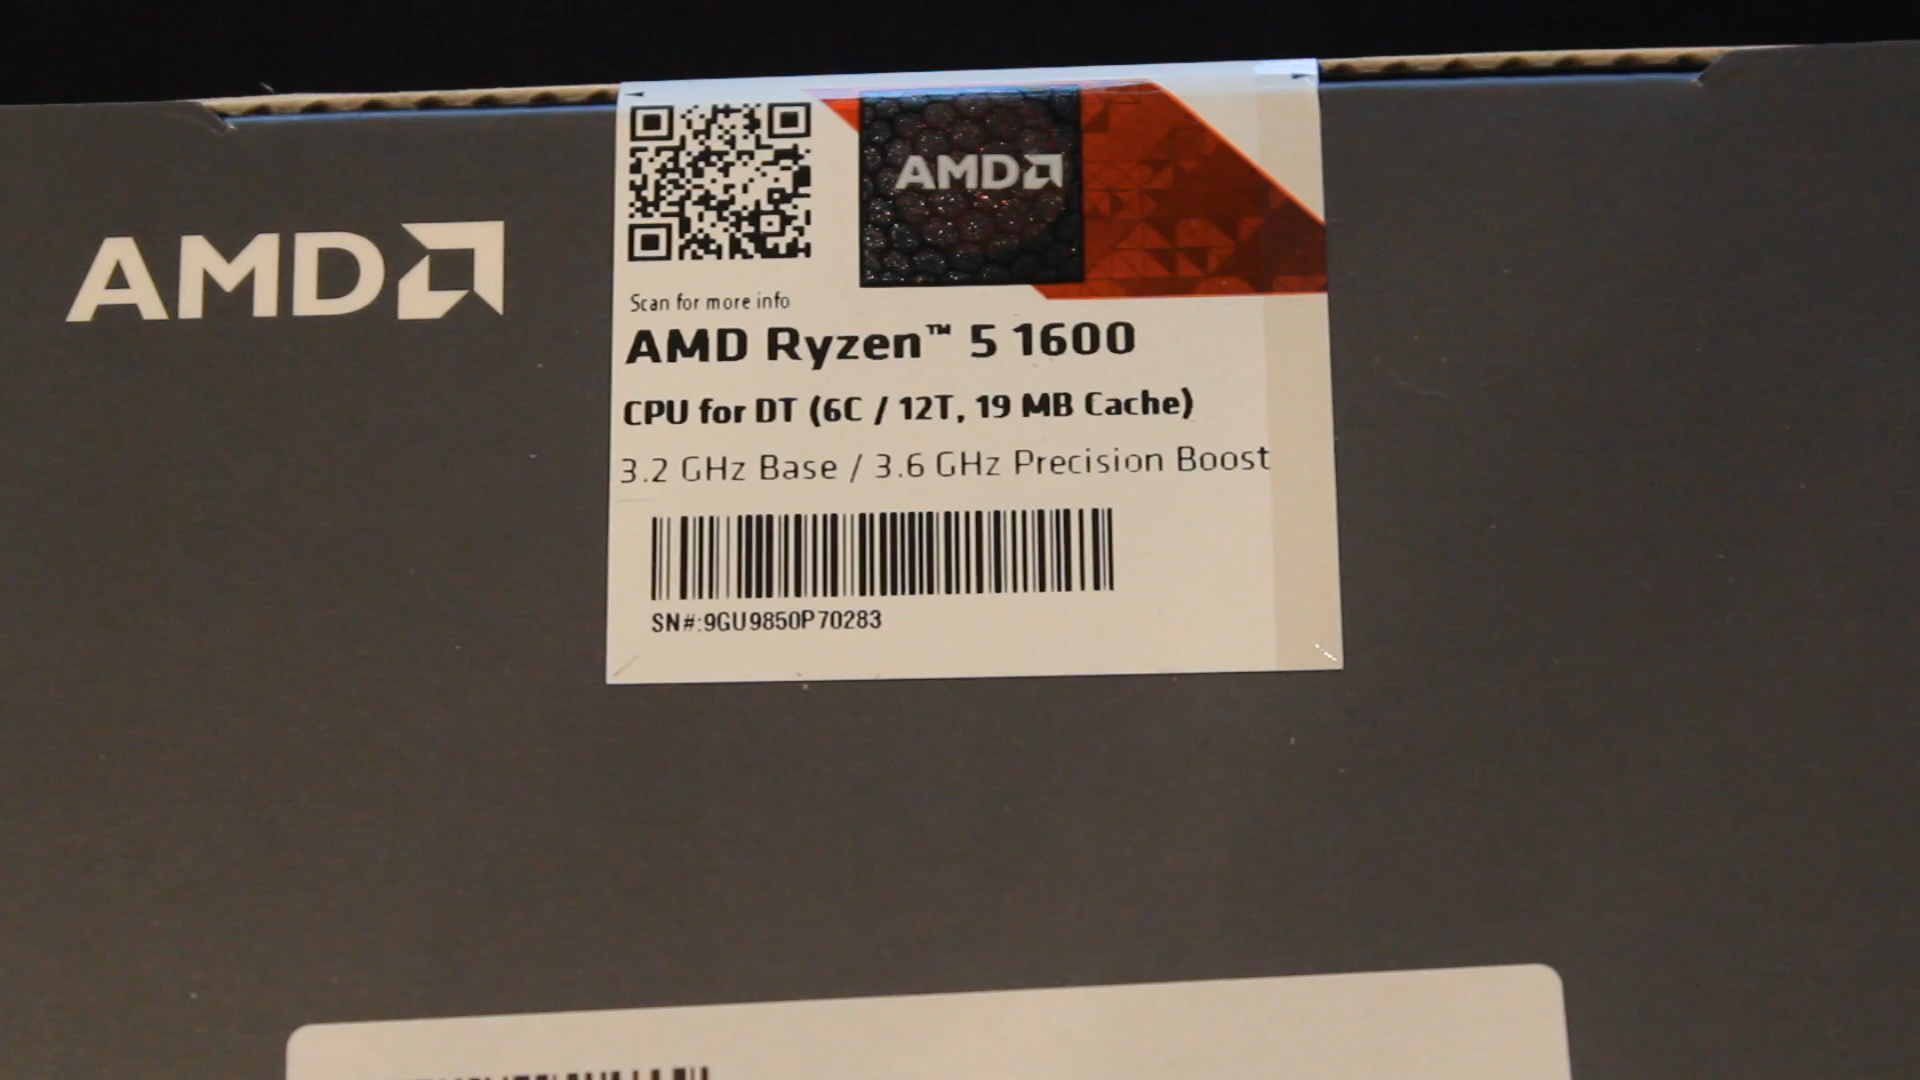 AMD
AMD
Scan for more info
AMD Ryzen™ 5 1600
CPU for DT (6C / 12T, 19 MB Cache)
3.2 GHz Base / 3.6 GHz Precision Boost
SN#:9GU9850P70283